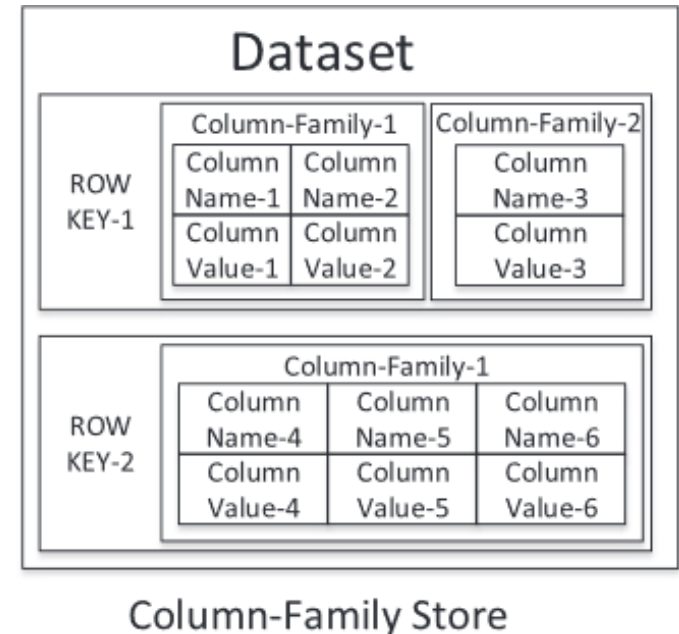 Dataset
Column-Family-1
Column-Family-2
ROW
KEY-1
Column
Name-1
Column
Name-2
Column
Value-1
Column
Value-2
Column
Name-3
Column
Value-3
Column-Family-1
ROW
KEY-2
Column
Name-4
Column
Name-5
Column
Name-6
Column
Value-4
Column
Value-5
Column
Value-6
Column-Family Store